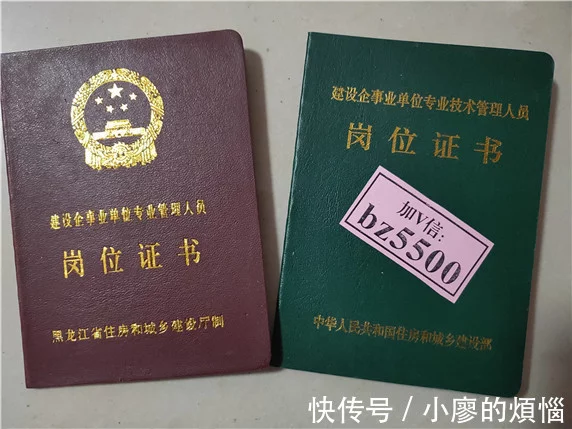 建设企事业单位专业管理人员
岗位证书
黑龙江省住房和城乡建设厅制
建设企事业单位专业技术管理人员
岗位证书
加V信:
bz5500
中华人民共和国住房和城乡建设部
快传号 / 小廖的煩惱